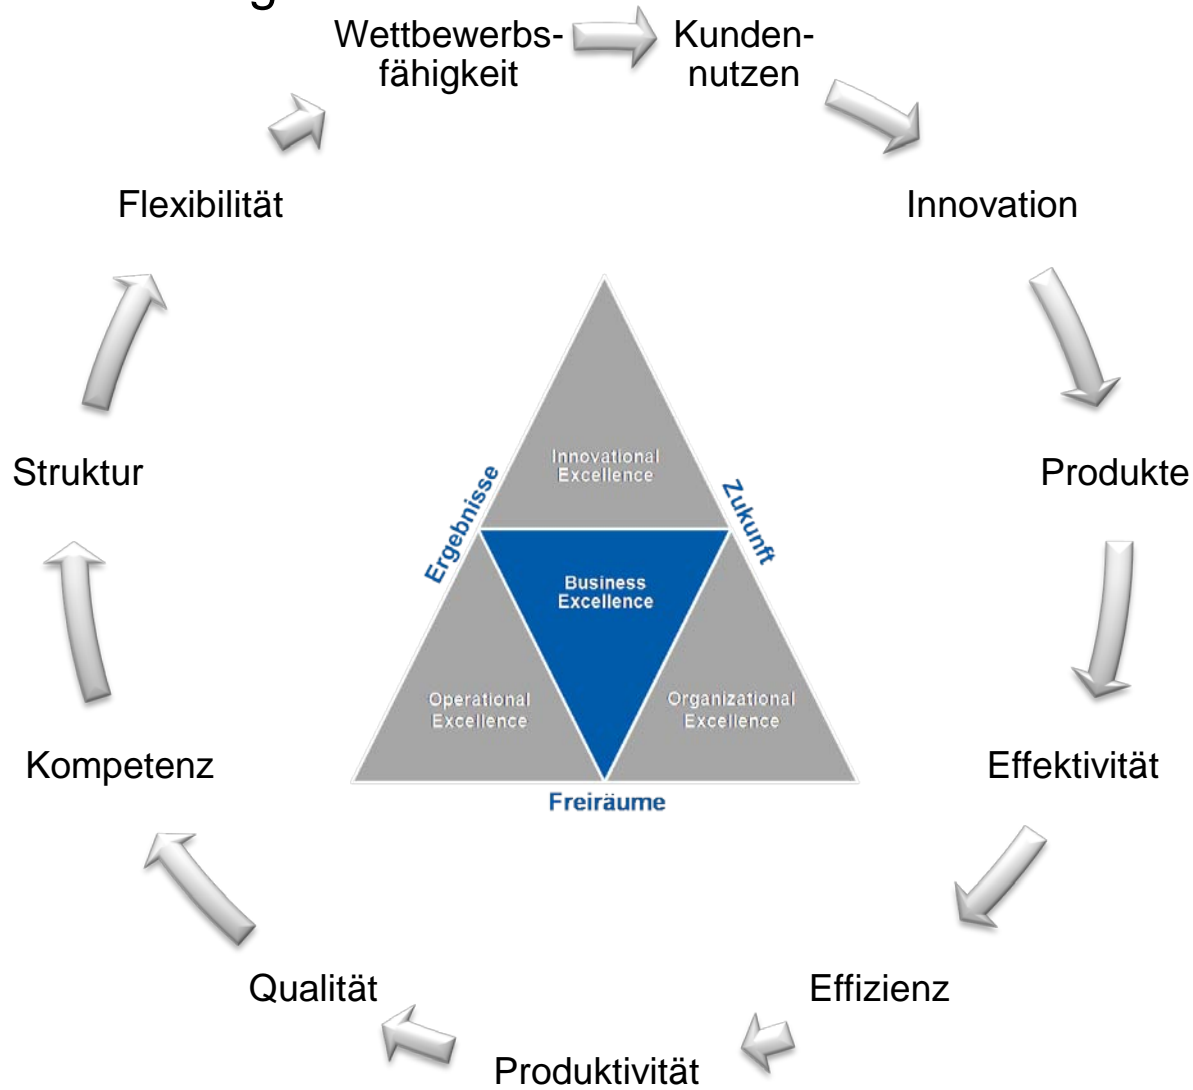 Wettbewerbs-
fähigkeit
Kunden-
nutzen
Flexibilität
Innovation
Innovational
Excellence
Struktur
Produkte
Ergebnisse
Zukunft
Business
Excellence
Operational
Excellence
Organizational
Excellence
Kompetenz
Effektivität
Freiräume
Qualität
Effizienz
Produktivität